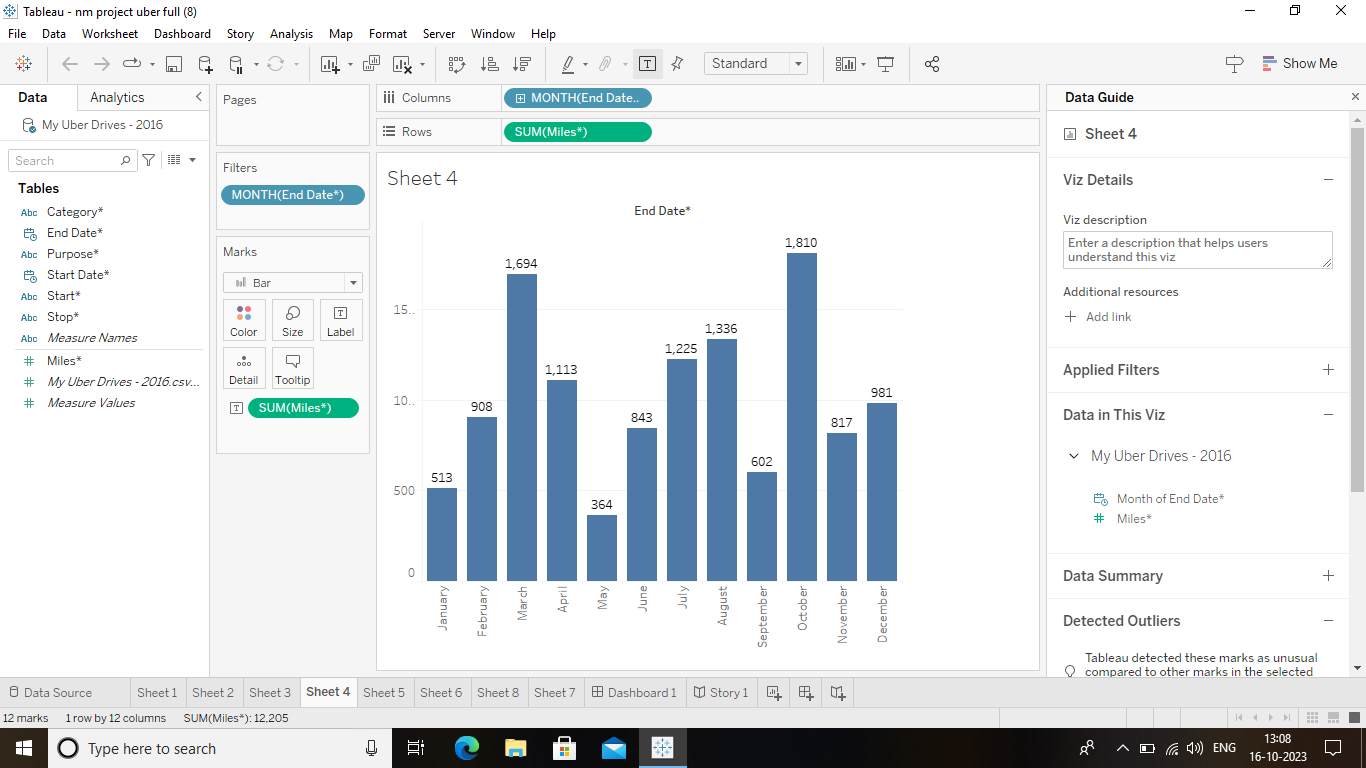 Tableau - nm project uber full (8)
File Data Worksheet Dashboard Story Analysis Map Format Server Window Help
Standard
Show Me
Data Analytics
My Uber Drives - 2016
Search
Tables
Abc Category*
End Date*
Abc Purpose*
Start Date*
Abc Start*
Abc Stop*
Abc Measure Names
Miles*
My Uber Drives - 2016.csv...
Measure Values
Pages
Filters
MONTH(End Date*)
Marks
Bar
Color Size Label
Detail Tooltip
SUM(Miles*)
Columns MONTH(End Date..
Rows SUM(Miles*)
Sheet 4
End Date*
15..
10..
500
0
513
908
1,694
1,113
364
843
1,225
1,336
602
1,810
817
981
January
February
March
April
May
June
July
August
September
October
November
December
Data Guide
Sheet 4
Viz Details
Viz description
Enter a description that helps users
understand this viz
Additional resources
Add link
Applied Filters
Data in This Viz
My Uber Drives - 2016
Month of End Date*
Miles*
Data Summary
Detected Outliers
Tableau detected these marks as unusual
compared to other marks in the selected
Data Source Sheet 1 Sheet 2 Sheet 3 Sheet 4 Sheet 5 Sheet 6 Sheet 8 Sheet 7 Dashboard 1 Story 1
12 marks 1 row by 12 columns SUM(Miles*): 12,205
Type here to search
ENG
13:08
16-10-2023